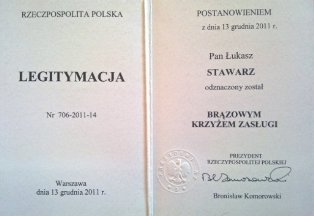 RZECZPOSPOLITA POLSKA
LEGITYMACJA
Nr 706-2011-14
Warszawa
dnia 13 grudnia 2011 r.
POSTANOWIENIEM
z dnia 13 grudnia 2011 r.
Pan Łukasz
STAWARZ
odznaczony został
BRĄZOWYM
KRZYŻEM ZASŁUGI
PREZYDENT
RZECZYPOSPOLITEJ POLSKIEJ
Bronisław Komorowski